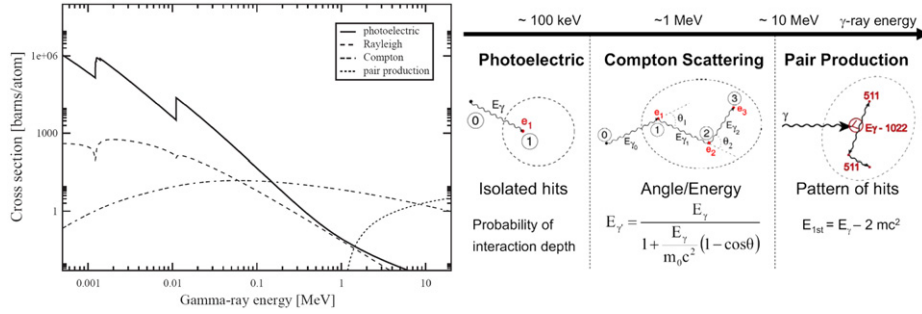 Cross section [barns/atom]
1e+06
1000
1
photoelectric
Rayleigh
Compton
pair production
0.001
0.01
0.1
1
10
Gamma-ray energy [MeV]
~ 100 keV
~1 MeV
~ 10 MeV
γ-ray energy
Photoelectric
Compton Scattering
Pair Production
Eγ
0
e1
1
Isolated hits
Probability of
interaction depth
0
Eγ0
e1
1
θ1
Eγ1
2
e2
θ2
Eγ2
3
e3
Angle/Energy
Eγ' = Eγ / (1 + Eγ/m0c² (1 − cosθ))
γ
511
Eγ - 1022
511
Pattern of hits
E1st = Eγ – 2 mc²